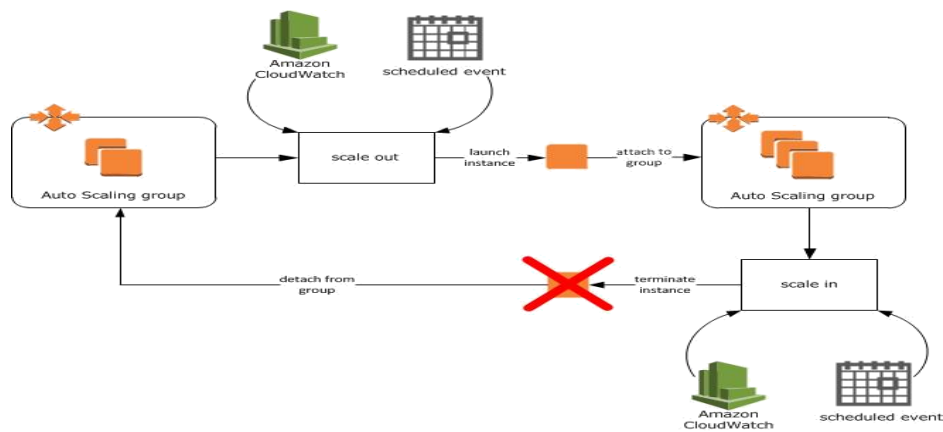 Amazon
CloudWatch
scheduled event
scale out
launch
instance
attach to
group
Auto Scaling group
Auto Scaling group
detach from
group
terminate
instance
scale in
Amazon
CloudWatch
scheduled event